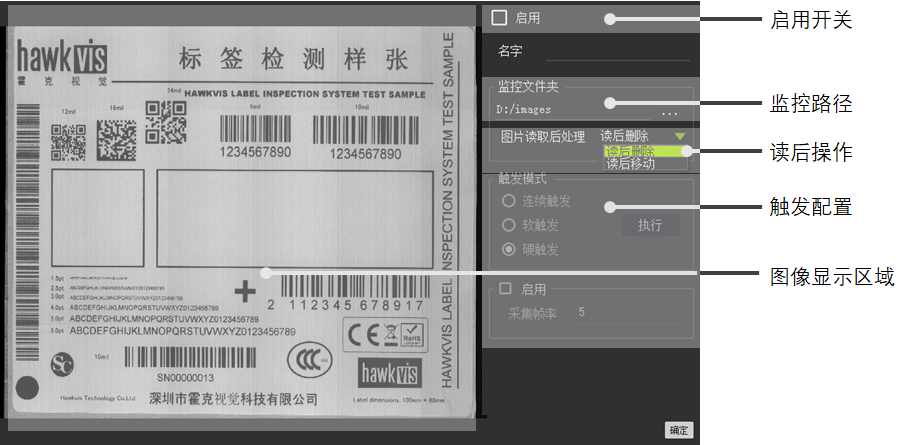 启用
启用开关
hawkvis
霍 克 视 觉
标 签 检 测 样 张
HAWKVIS LABEL INSPECTION SYSTEM TEST SAMPLE
HAWKVIS LABEL INSPECTION SYSTEM TEST SAMPLE
名字
监控文件夹
D:/images
...
监控路径
12mil
16mil
24mil
6mil
10mil
1234567890
1234567890
图片读取后处理
读后删除
读后删除
读后移动
读后操作
触发模式
连续触发
软触发
执行
硬触发
触发配置
图像显示区域
1.5pt
2.5pt
ABCDEFGHIJKLMNOPQRSTUVWXYZ0123456789
3.0pt
ABCDEFGHIJKLMNOPQRSTUVWXYZ0123456789
4.0pt
ABCDEFGHIJKLMNOPQRSTUVWXYZ0123456789
5.0pt
ABCDEFGHIJKLMNOPQRSTUVWXYZ0123456789
6.0pt
ABCDEFGHIJKLMNOPQRSTUVWXYZ0123456789
2 112345 678917
启用
采集帧率
5
CE
RoHS
10mil
SN00000013
CCC
hawkvis
Hawkvis Technology Co.Ltd
深圳市霍克视觉科技有限公司
Label dimensions: 100mm × 80mm
确定